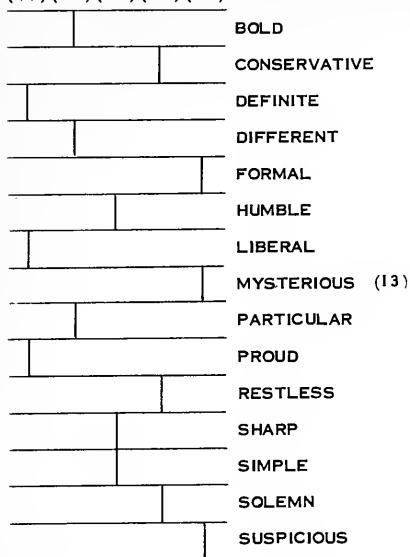 BOLD
CONSERVATIVE
DEFINITE
DIFFERENT
FORMAL
HUMBLE
LIBERAL
MYSTERIOUS (13)
PARTICULAR
PROUD
RESTLESS
SHARP
SIMPLE
SOLEMN
SUSPICIOUS